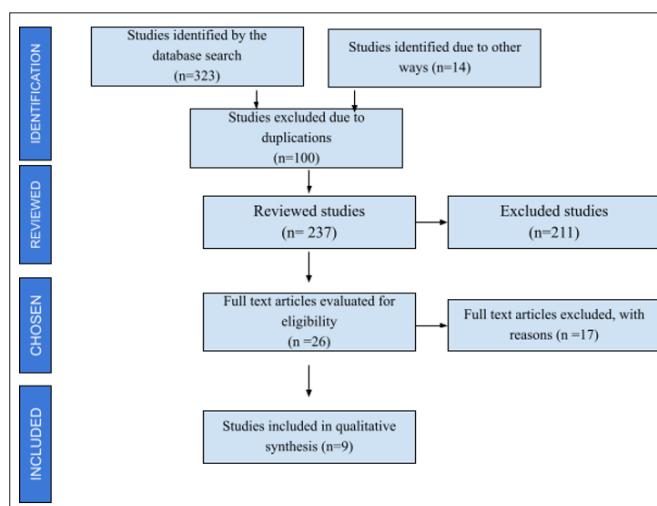 IDENTIFICATION
Studies identified by the
database search
(n=323)
Studies identified due to other
ways (n=14)
Studies excluded due to
duplications
(n=100)
REVIEWED
Reviewed studies
(n= 237)
Excluded studies
(n=211)
CHOSEN
Full text articles evaluated for
eligibility
(n =26)
Full text articles excluded, with
reasons (n =17)
INCLUDED
Studies included in qualitative
synthesis (n=9)